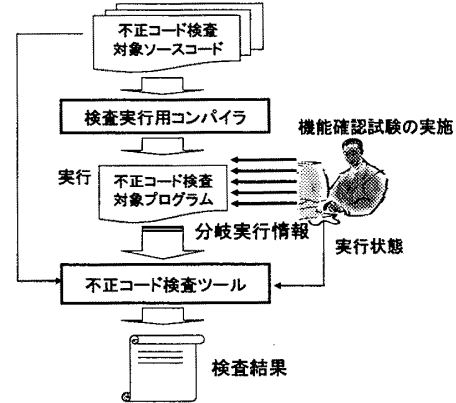 不正コード検査
対象ソースコード
検査実行用コンパイラ
機能確認試験の実施
実行
不正コード検査
対象プログラム
分岐実行情報
実行状態
不正コード検査ツール
検査結果